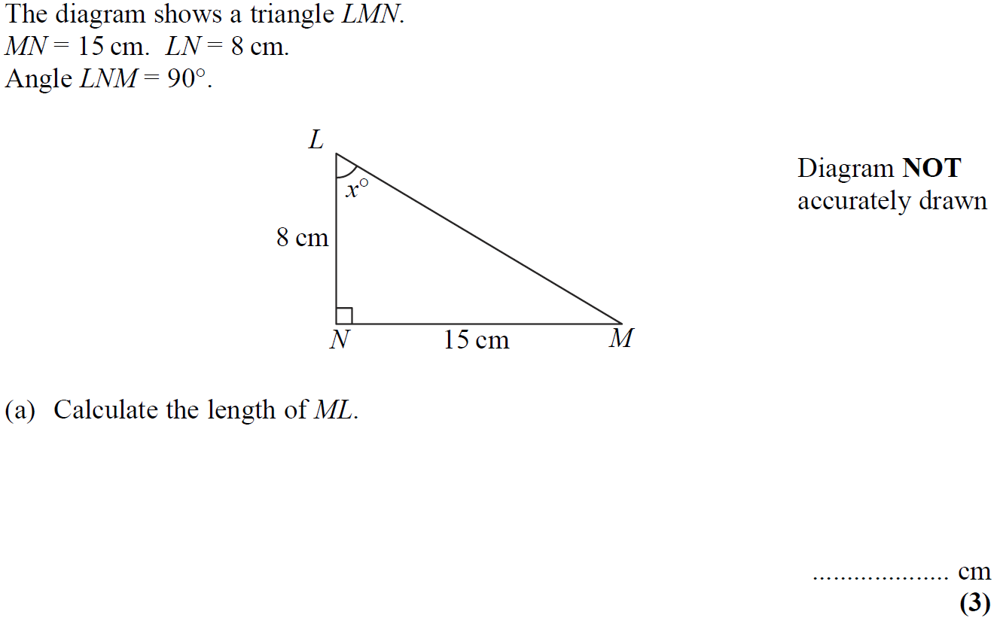 The diagram shows a triangle LMN.
MN = 15 cm. LN = 8 cm.
Angle LNM = 90°.
L
x°
Diagram NOT
accurately drawn
8 cm
N
15 cm
M
(a) Calculate the length of ML.
.................... cm
(3)